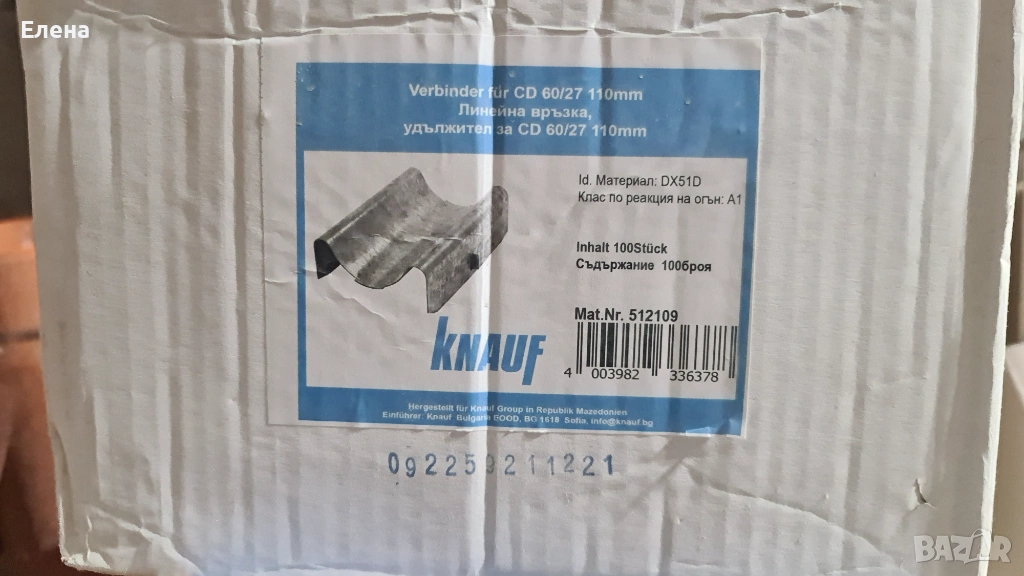 Елена
Verbinder für CD 60/27 110mm
Линейна връзка,
удължител за CD 60/27 110mm
Id. Материал: DX51D
Клас по реакция на огън: A1
Inhalt 100Stück
Съдържание 100броя
Mat.Nr. 512109
KNAUF
4 003982 336378
Hergestellt für Knauf Group in Republik Mazedonien
Einführer: Knauf Bulgaria EOOD, BG 1618 Sofia, info@knauf.bg
092259211221
BAZAR